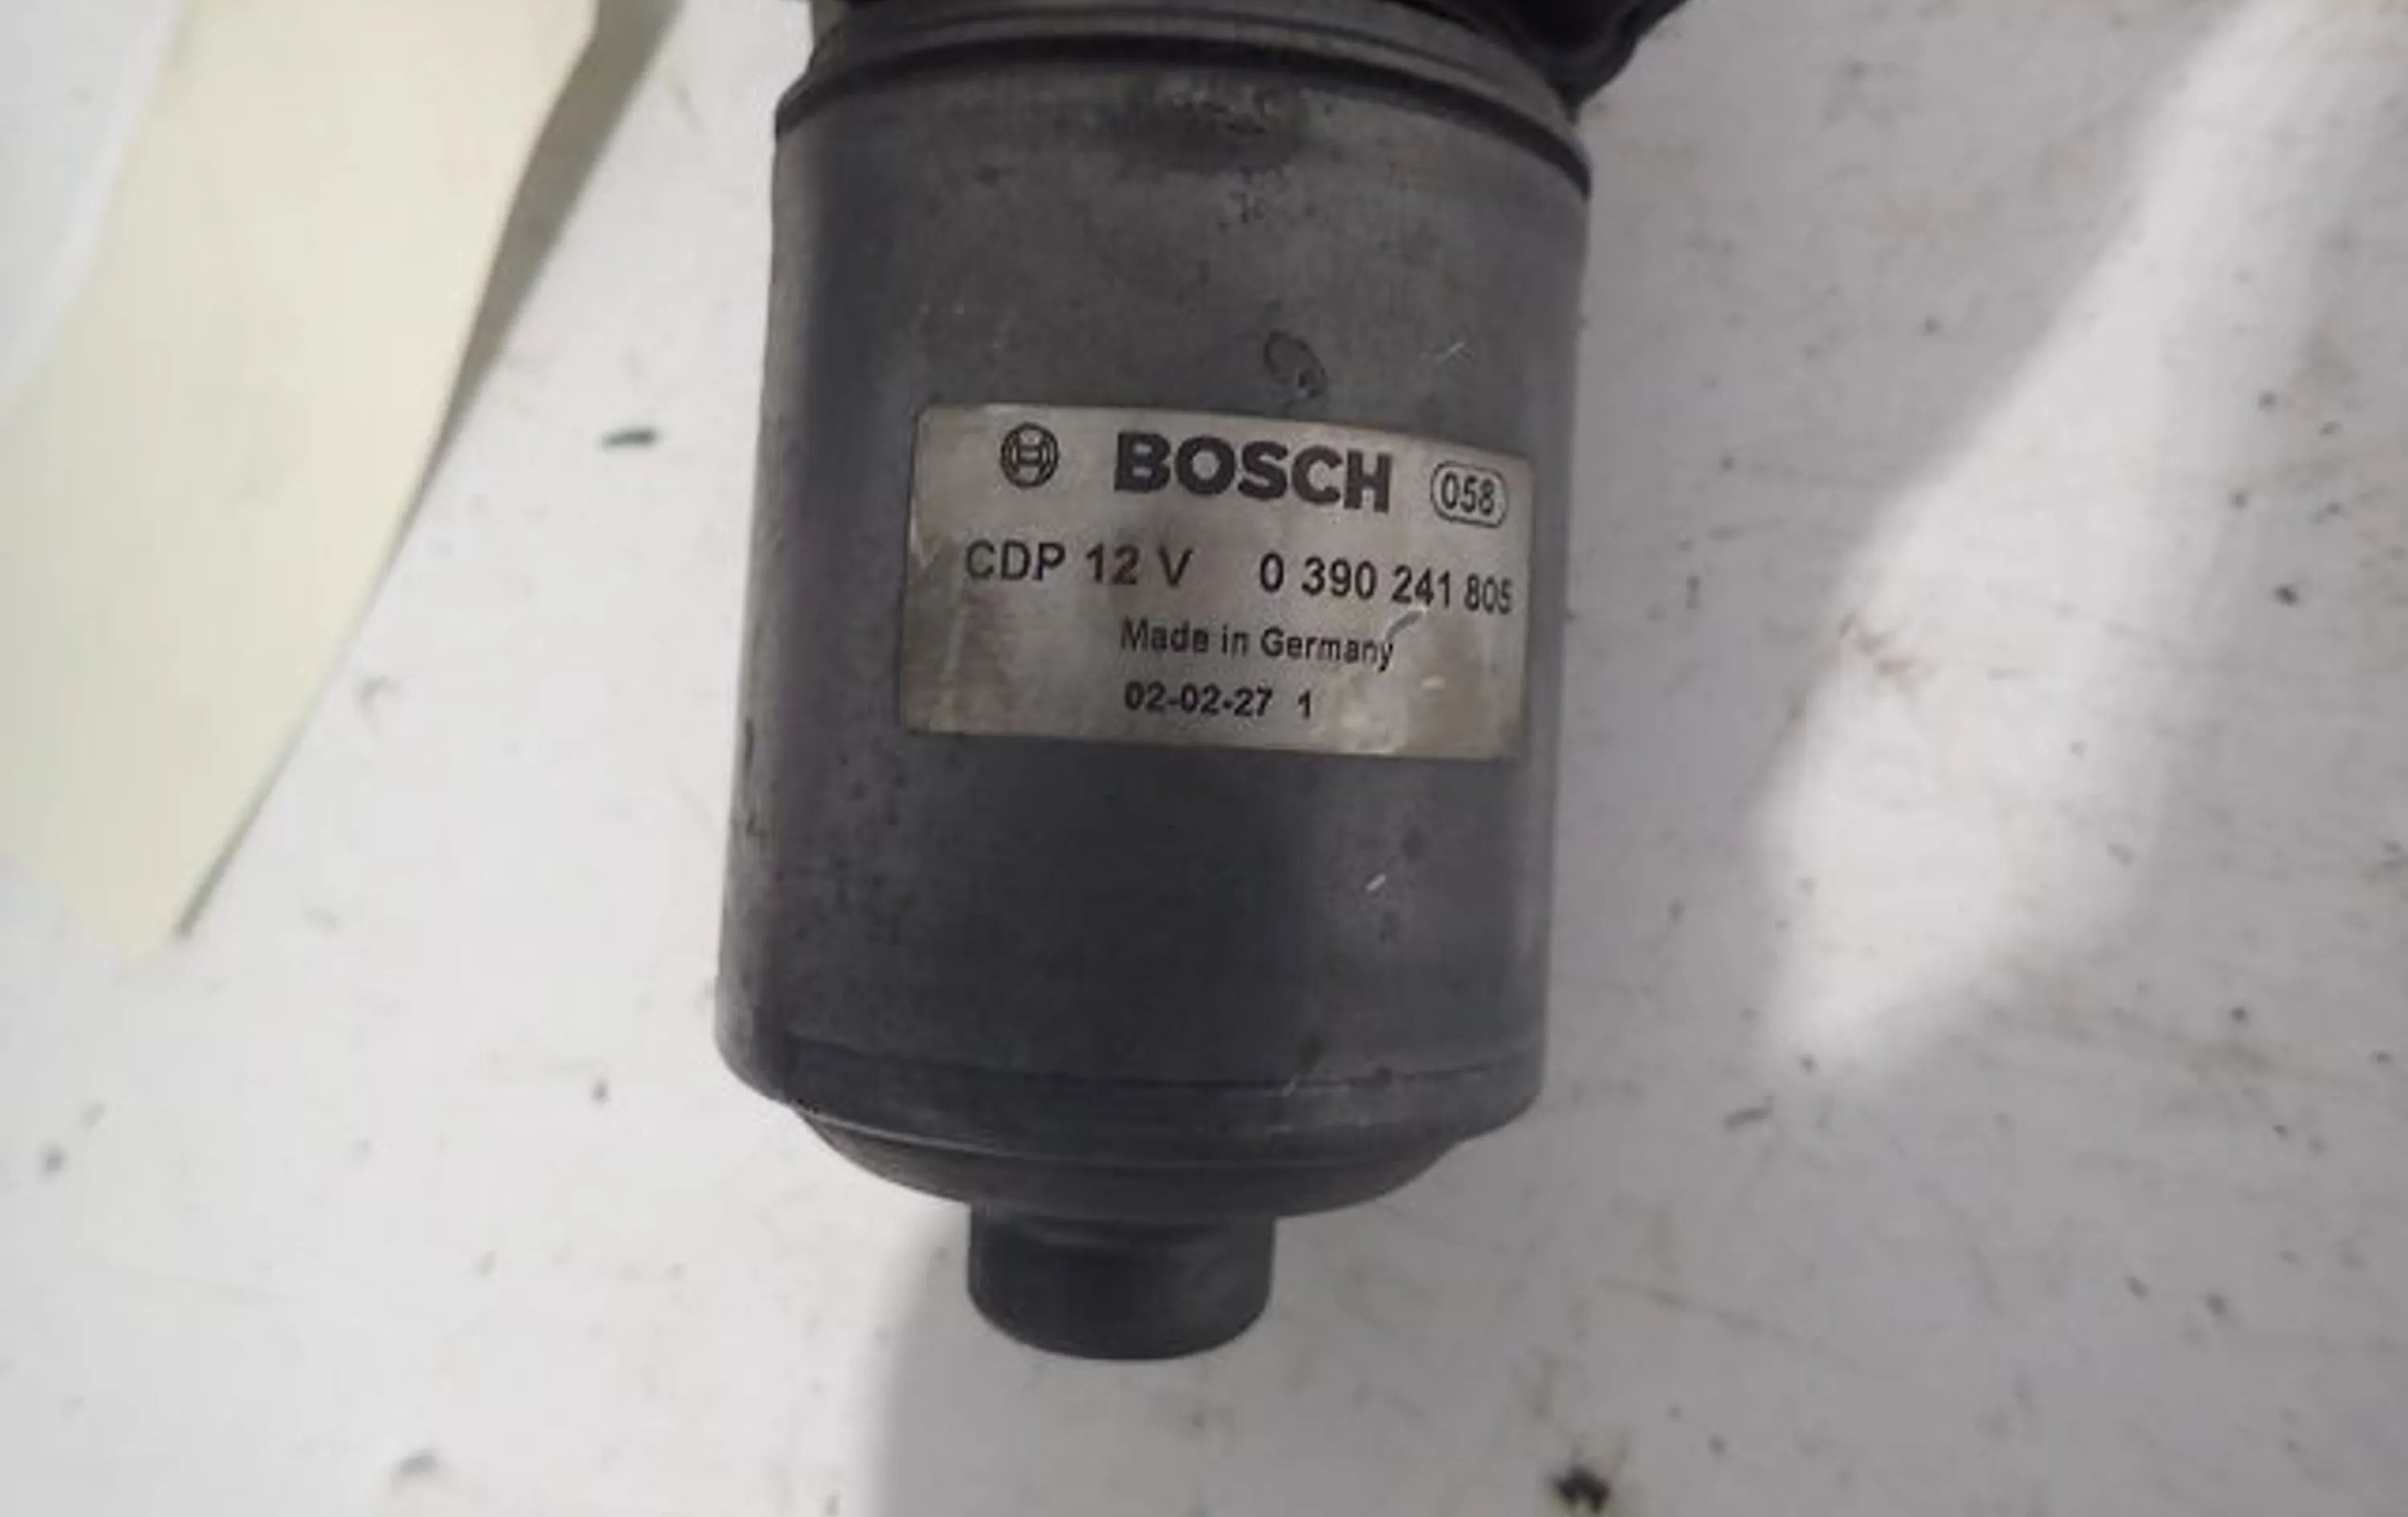 BOSCH 058
CDP 12 V 0 390 241 805
Made in Germany
02-02-27 1